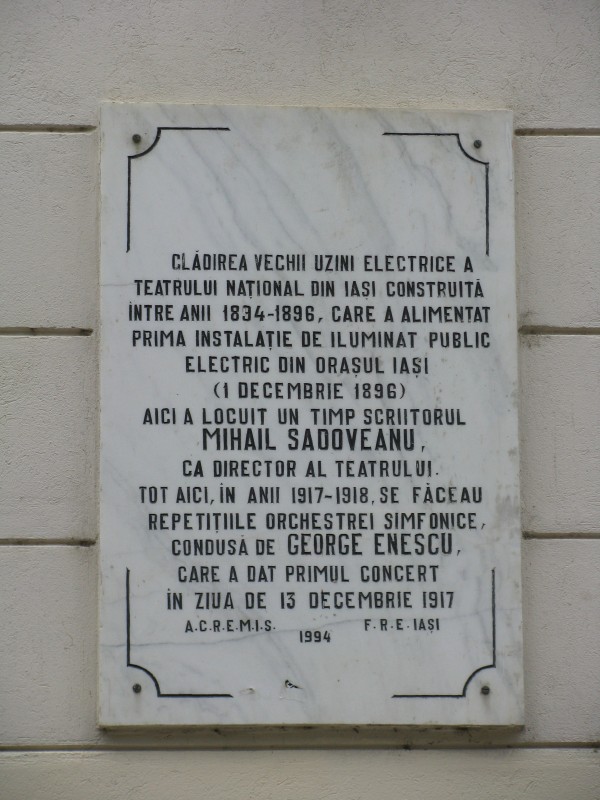 CLĂDIREA VECHII UZINI ELECTRICE A
TEATRULUI NAȚIONAL DIN IAȘI CONSTRUITĂ
ÎNTRE ANII 1834-1896, CARE A ALIMENTAT
PRIMA INSTALAȚIE DE ILUMINAT PUBLIC
ELECTRIC DIN ORAȘUL IAȘI
(1 DECEMBRIE 1896)
AICI A LOCUIT UN TIMP SCRIITORUL
MIHAIL SADOVEANU,
CA DIRECTOR AL TEATRULUI.
TOT AICI, ÎN ANII 1917-1918, SE FĂCEAU
REPETIȚIILE ORCHESTREI SIMFONICE,
CONDUSĂ DE GEORGE ENESCU,
CARE A DAT PRIMUL CONCERT
ÎN ZIUA DE 13 DECEMBRIE 1917
A.C.R.E.M.I.S. F.R.E. IAȘI
1994